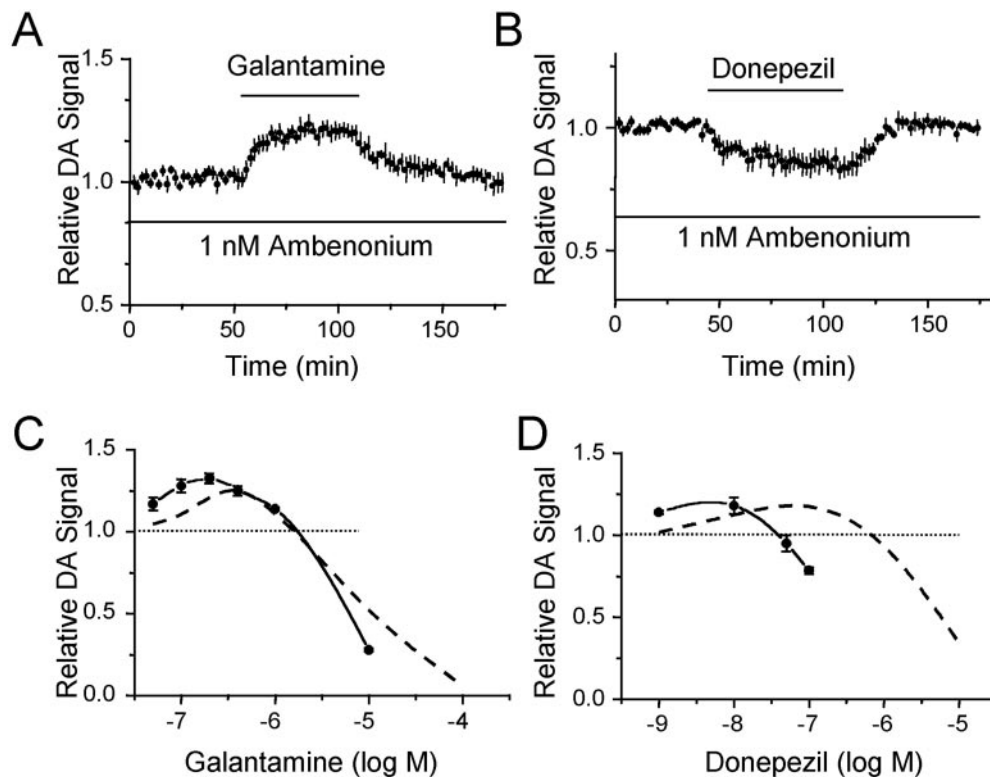 A
Relative DA Signal
1.5
1.0
0.5
Galantamine
1 nM Ambenonium
0 50 100 150
Time (min)
B
Relative DA Signal
1.0
0.5
Donepezil
1 nM Ambenonium
0 50 100 150
Time (min)
C
Relative DA Signal
1.5
1.0
0.5
0.0
-7 -6 -5 -4
Galantamine (log M)
D
Relative DA Signal
1.5
1.0
0.5
0.0
-9 -8 -7 -6 -5
Donepezil (log M)